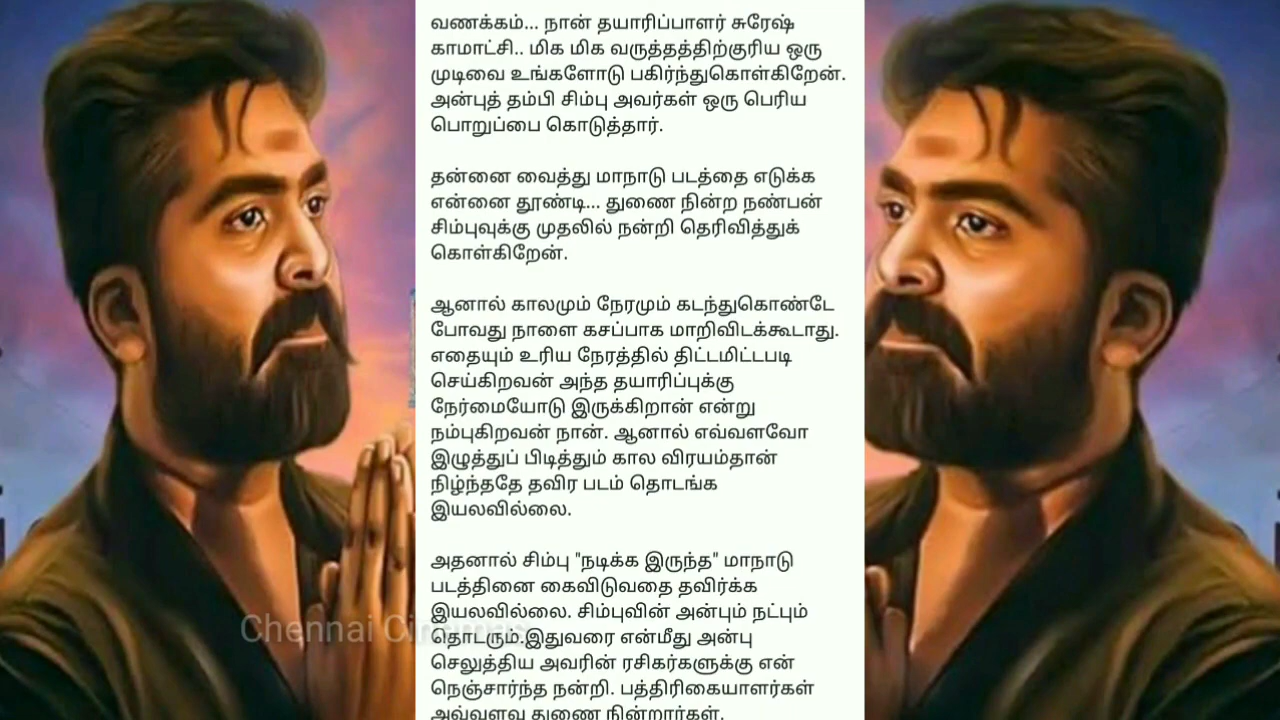 வணக்கம்... நான் தயாரிப்பாளர் சுரேஷ்
காமாட்சி.. மிக மிக வருத்தத்திற்குரிய ஒரு
முடிவை உங்களோடு பகிர்ந்துகொள்கிறேன்.
அன்புத் தம்பி சிம்பு அவர்கள் ஒரு பெரிய
பொறுப்பை கொடுத்தார்.
தன்னை வைத்து மாநாடு படத்தை எடுக்க
என்னை தூண்டி... துணை நின்ற நண்பன்
சிம்புவுக்கு முதலில் நன்றி தெரிவித்துக்
கொள்கிறேன்.
ஆனால் காலமும் நேரமும் கடந்துகொண்டே
போவது நாளை கசப்பாக மாறிவிடக்கூடாது.
எதையும் உரிய நேரத்தில் திட்டமிட்டபடி
செய்கிறவன் அந்த தயாரிப்புக்கு
நேர்மையோடு இருக்கிறான் என்று
நம்புகிறவன் நான். ஆனால் எவ்வளவோ
இழுத்துப் பிடித்தும் கால விரயம்தான்
நிழ்ந்ததே தவிர படம் தொடங்க
இயலவில்லை.
அதனால் சிம்பு "நடிக்க இருந்த" மாநாடு
படத்தினை கைவிடுவதை தவிர்க்க
இயலவில்லை. சிம்புவின் அன்பும் நட்பும்
தொடரும்.இதுவரை என்மீது அன்பு
செலுத்திய அவரின் ரசிகர்களுக்கு என்
நெஞ்சார்ந்த நன்றி. பத்திரிகையாளர்கள்
அவ்வளவு துணை நின்றார்கள்.
Chennai